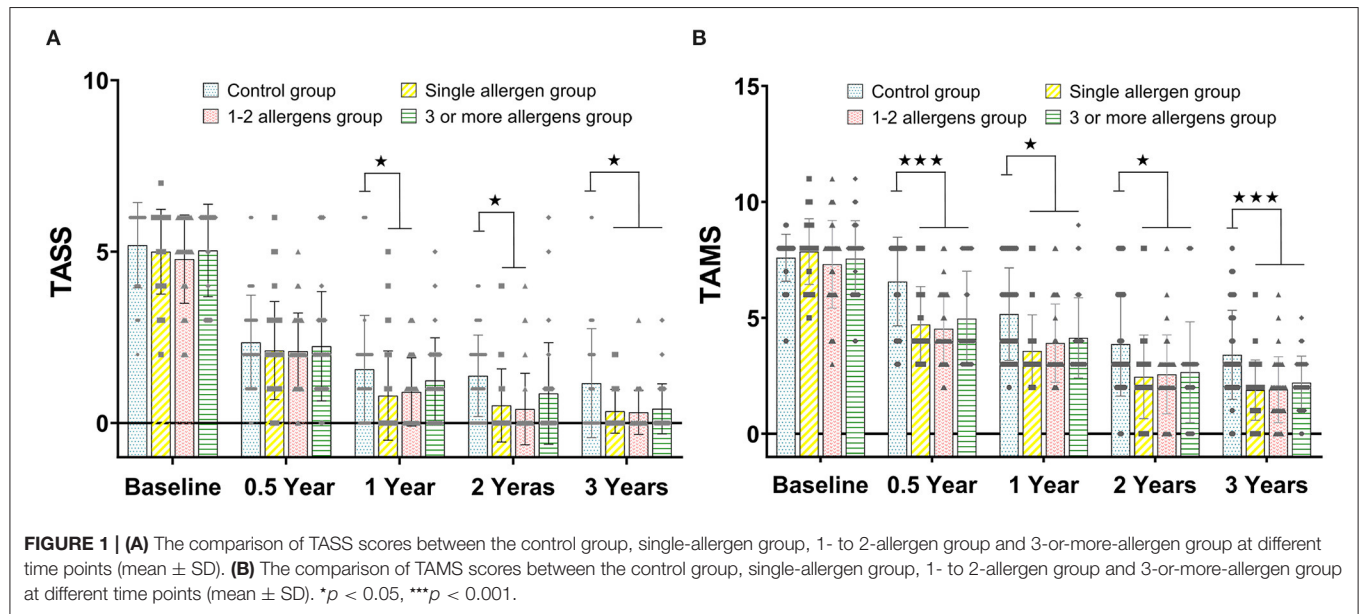 A
10
5
0
TASS
Control group
Single allergen group
1-2 allergens group
3 or more allergens group
★
★
★
Baseline
0.5 Year
1 Year
2 Yeras
3 Years
B
15
10
5
0
TAMS
Control group
Single allergen group
1-2 allergens group
3 or more allergens group
★★★
★
★
★★★
Baseline
0.5 Year
1 Year
2 Years
3 Years
FIGURE 1 | (A) The comparison of TASS scores between the control group, single-allergen group, 1- to 2-allergen group and 3-or-more-allergen group at different
time points (mean ± SD). (B) The comparison of TAMS scores between the control group, single-allergen group, 1- to 2-allergen group and 3-or-more-allergen group
at different time points (mean ± SD). *p < 0.05, ***p < 0.001.